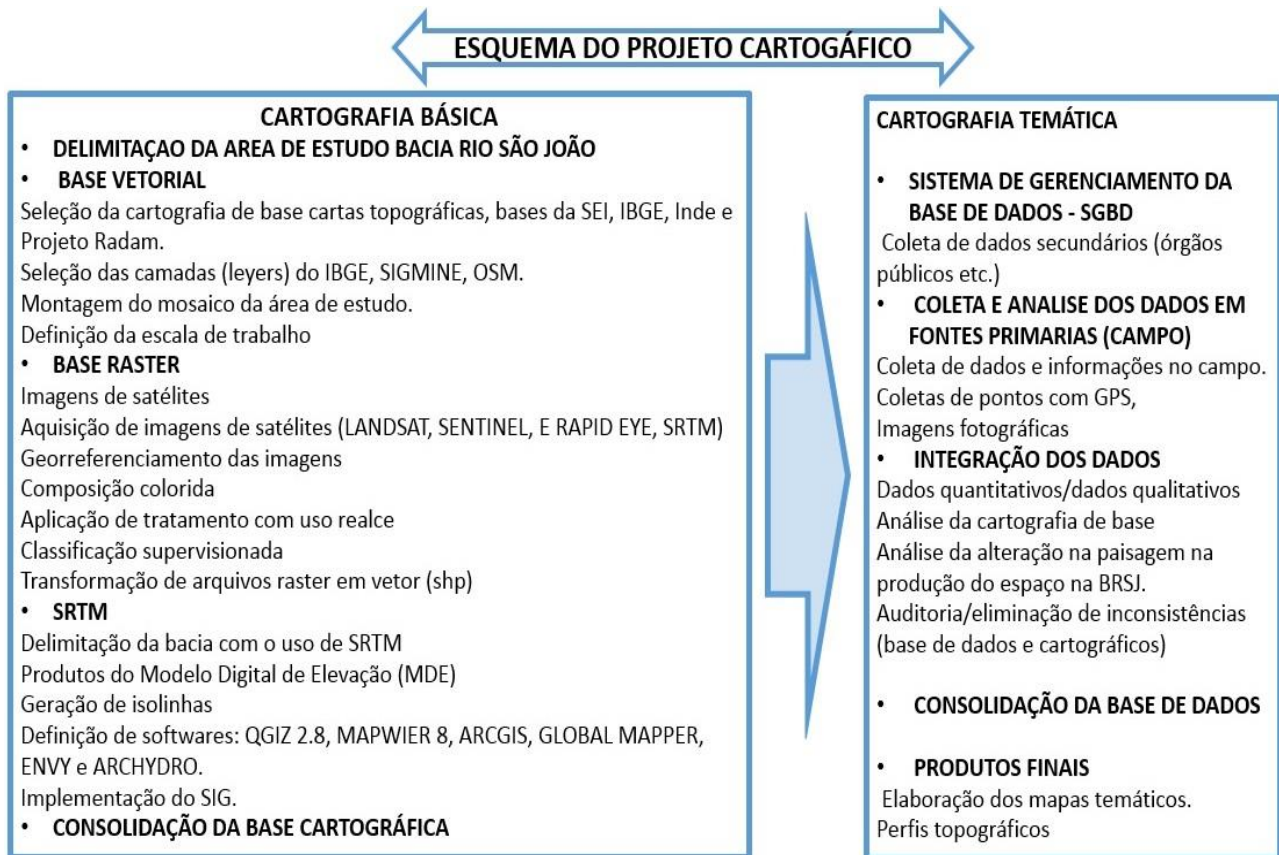 ESQUEMA DO PROJETO CARTOGÁFICO
CARTOGRAFIA BÁSICA
• DELIMITAÇAO DA AREA DE ESTUDO BACIA RIO SÃO JOÃO
• BASE VETORIAL
Seleção da cartografia de base cartas topográficas, bases da SEI, IBGE, Inde e
Projeto Radam.
Seleção das camadas (leyers) do IBGE, SIGMINE, OSM.
Montagem do mosaico da área de estudo.
Definição da escala de trabalho
• BASE RASTER
Imagens de satélites
Aquisição de imagens de satélites (LANDSAT, SENTINEL, E RAPID EYE, SRTM)
Georreferenciamento das imagens
Composição colorida
Aplicação de tratamento com uso realce
Classificação supervisionada
Transformação de arquivos raster em vetor (shp)
• SRTM
Delimitação da bacia com o uso de SRTM
Produtos do Modelo Digital de Elevação (MDE)
Geração de isolinhas
Definição de softwares: QGIZ 2.8, MAPWIER 8, ARCGIS, GLOBAL MAPPER,
ENVY e ARCHYDRO.
Implementação do SIG.
• CONSOLIDAÇÃO DA BASE CARTOGRÁFICA
CARTOGRAFIA TEMÁTICA
• SISTEMA DE GERENCIAMENTO DA
BASE DE DADOS - SGBD
Coleta de dados secundários (órgãos
públicos etc.)
• COLETA E ANALISE DOS DADOS EM
FONTES PRIMARIAS (CAMPO)
Coleta de dados e informações no campo.
Coletas de pontos com GPS,
Imagens fotográficas
• INTEGRAÇÃO DOS DADOS
Dados quantitativos/dados qualitativos
Análise da cartografia de base
Análise da alteração na paisagem na
produção do espaço na BRSJ.
Auditoria/eliminação de inconsistências
(base de dados e cartográficos)
• CONSOLIDAÇÃO DA BASE DE DADOS
• PRODUTOS FINAIS
Elaboração dos mapas temáticos.
Perfis topográficos